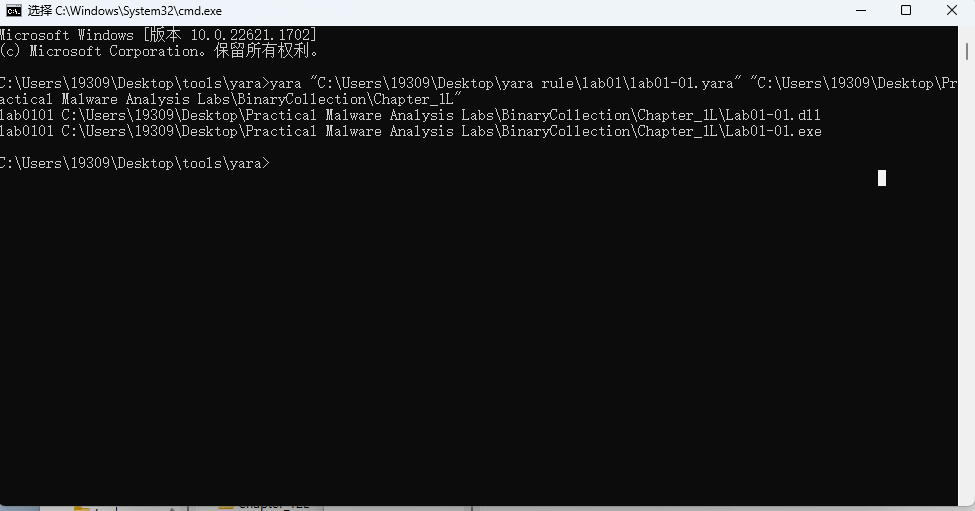 选择 C:\Windows\System32\cmd.exe
Microsoft Windows [版本 10.0.22621.1702]
(c) Microsoft Corporation。保留所有权利。
C:\Users\19309\Desktop\tools\yara>yara "C:\Users\19309\Desktop\yara rule\lab01\lab01-01.yara" "C:\Users\19309\Desktop\Pr
actical Malware Analysis Labs\BinaryCollection\Chapter_1L"
lab0101 C:\Users\19309\Desktop\Practical Malware Analysis Labs\BinaryCollection\Chapter_1L\Lab01-01.dll
lab0101 C:\Users\19309\Desktop\Practical Malware Analysis Labs\BinaryCollection\Chapter_1L\Lab01-01.exe
C:\Users\19309\Desktop\tools\yara>